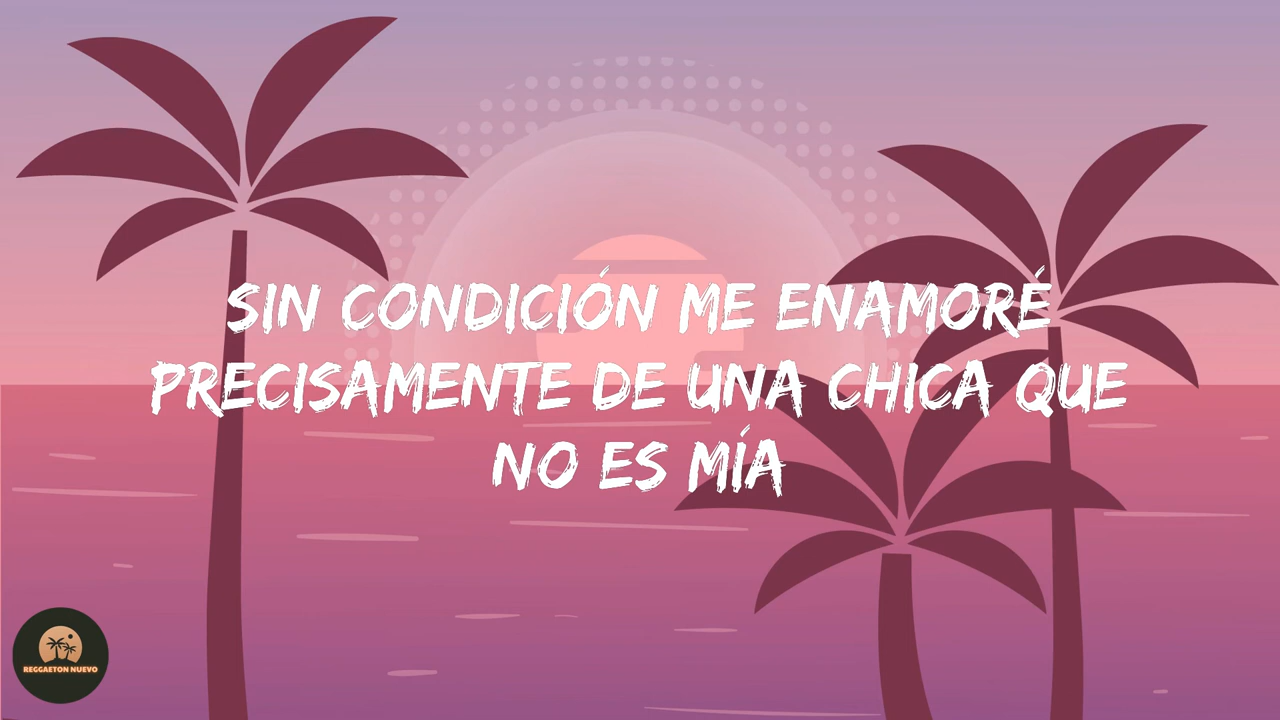 SIN CONDICIÓN ME ENAMORÉ
PRECISAMENTE DE UNA CHICA QUE
NO ES MÍA
REGGAETON NUEVO